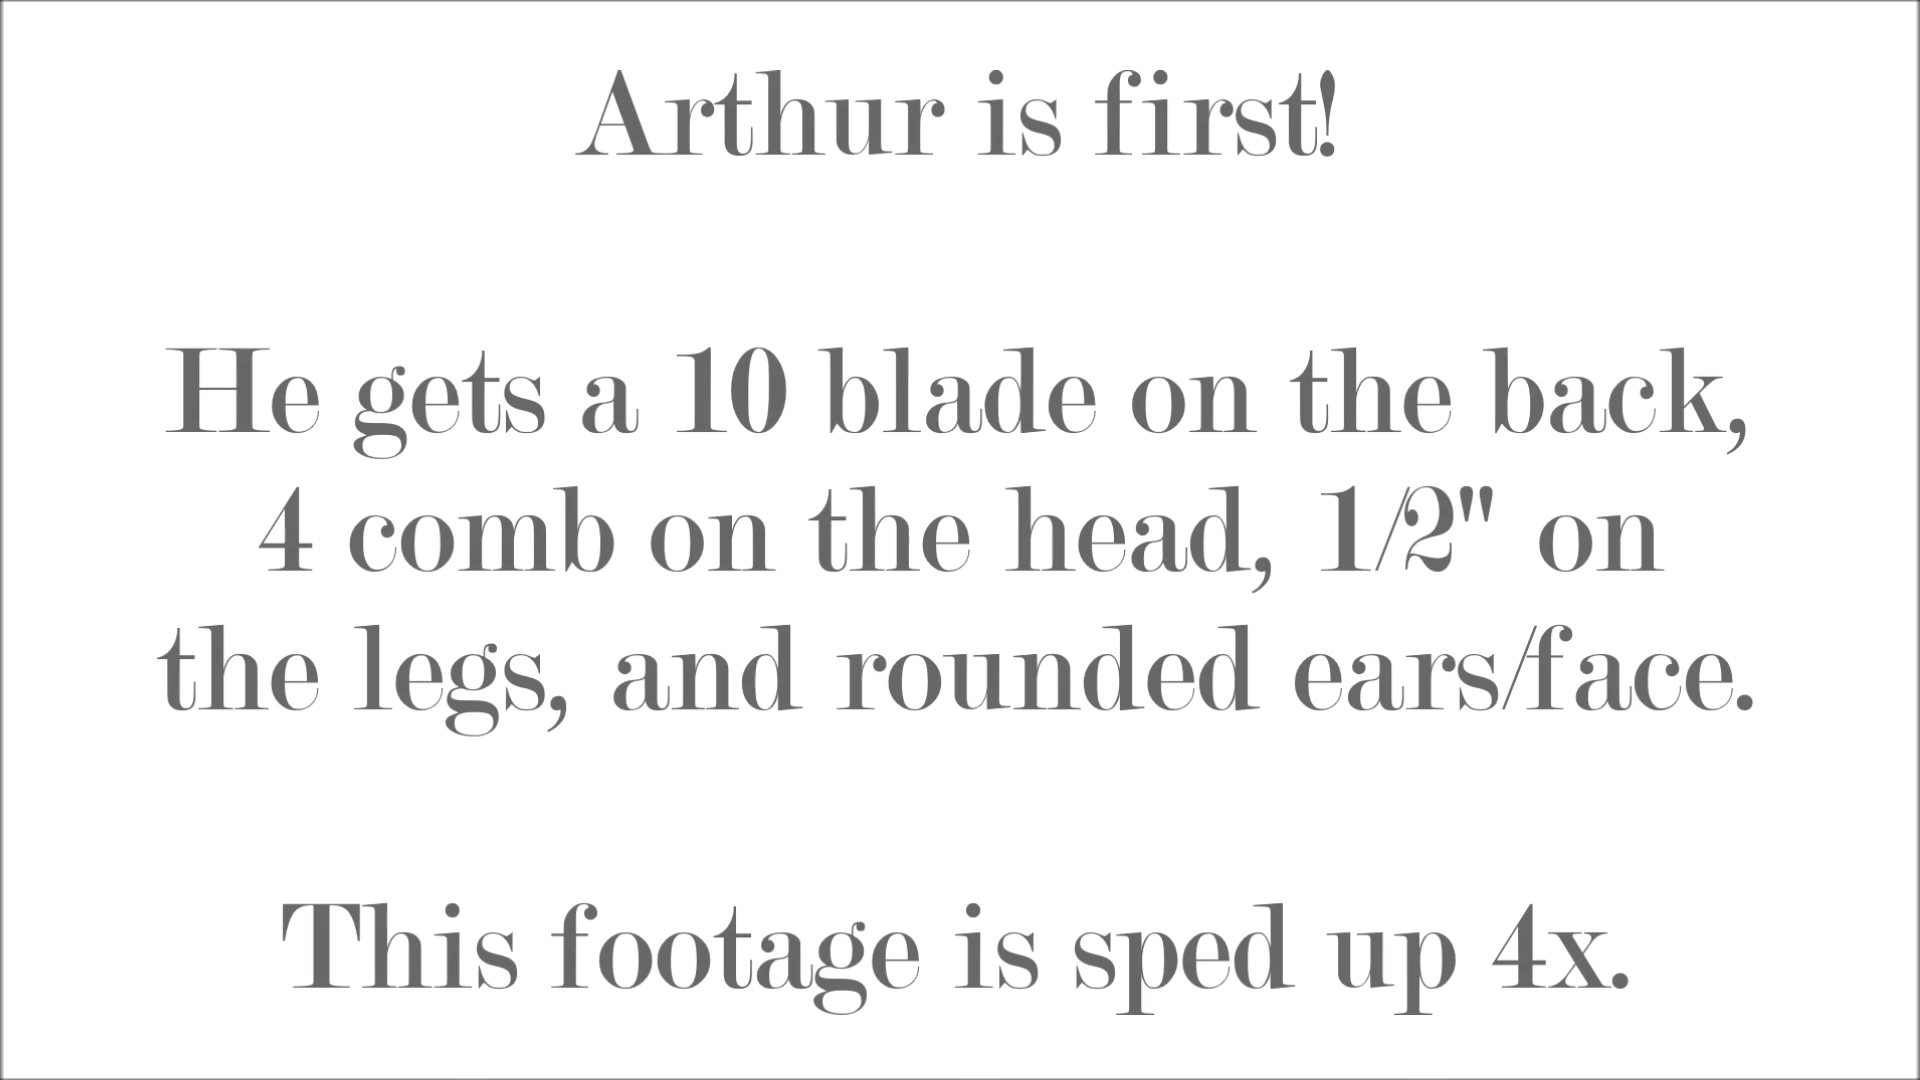 Arthur is first!
He gets a 10 blade on the back,
4 comb on the head, 1/2" on
the legs, and rounded ears/face.
This footage is sped up 4x.